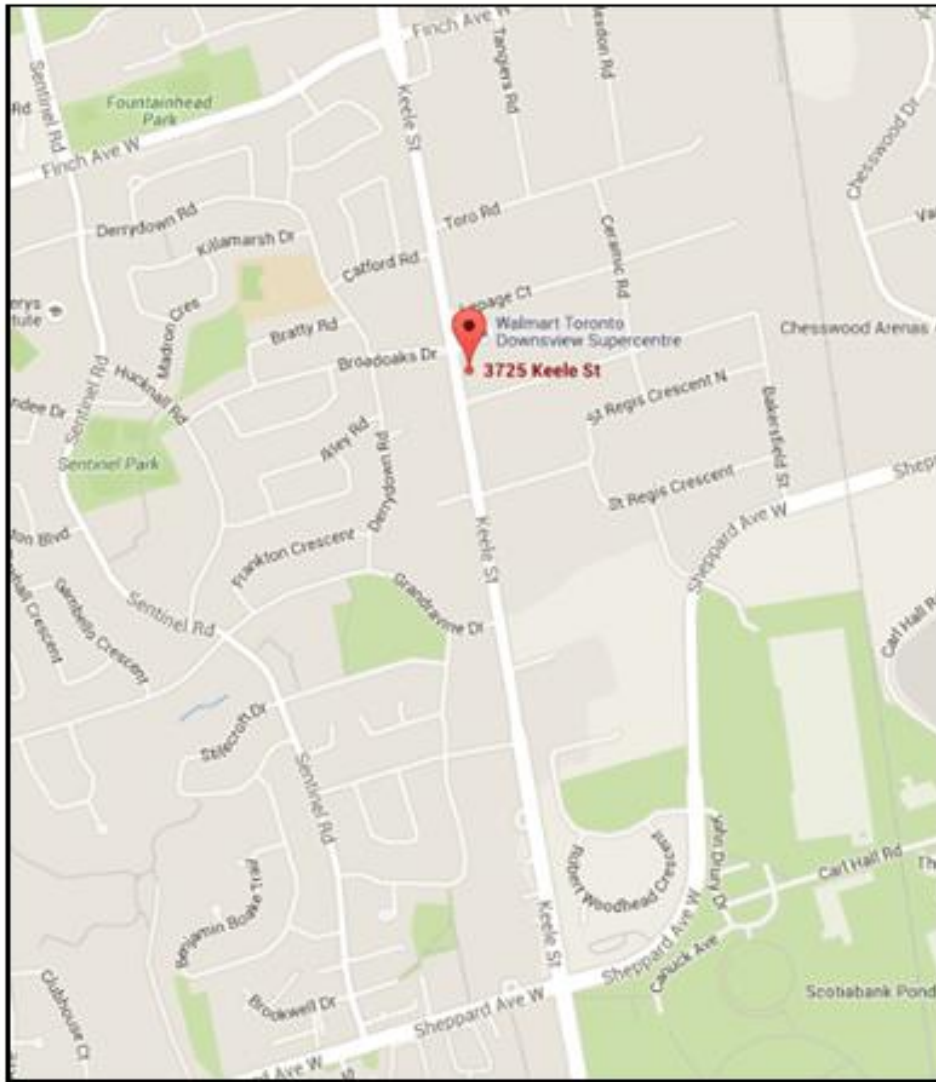 Finch Ave W
Tangiers Rd
Sentinel Rd
Keele St
Chesswood Dr
Fountainhead
Park
Rd
Finch Ave W
Derrydown Rd
Toro Rd
Killamarsh Dr
Catford Rd
Ceramic Rd
Walmart Toronto
Downsview Supercentre
Chesswood Arenas
Madron Cres
Bratty Rd
Broadoaks Dr
3725 Keele St
Sentinel Rd
Hucknall Rd
St Regis Crescent N
Bakersfield St
Derrydown Rd
Sentinel Park
St Regis Crescent
Sheppard Ave W
Keele St
Frankton Crescent
Grandravine Dr
Sentinel Rd
Carl Hall R
Stilecroft Dr
Sentinel Rd
John Drury Dr
Robert Woodhead Crescent
Carl Hall Rd
Th
Benjamin Boake Trail
Keele St
Sheppard Ave W
Canuck Ave
Clubhouse Ct
Brookwell Dr
Sheppard Ave W
Scotiabank Pond
Ave W